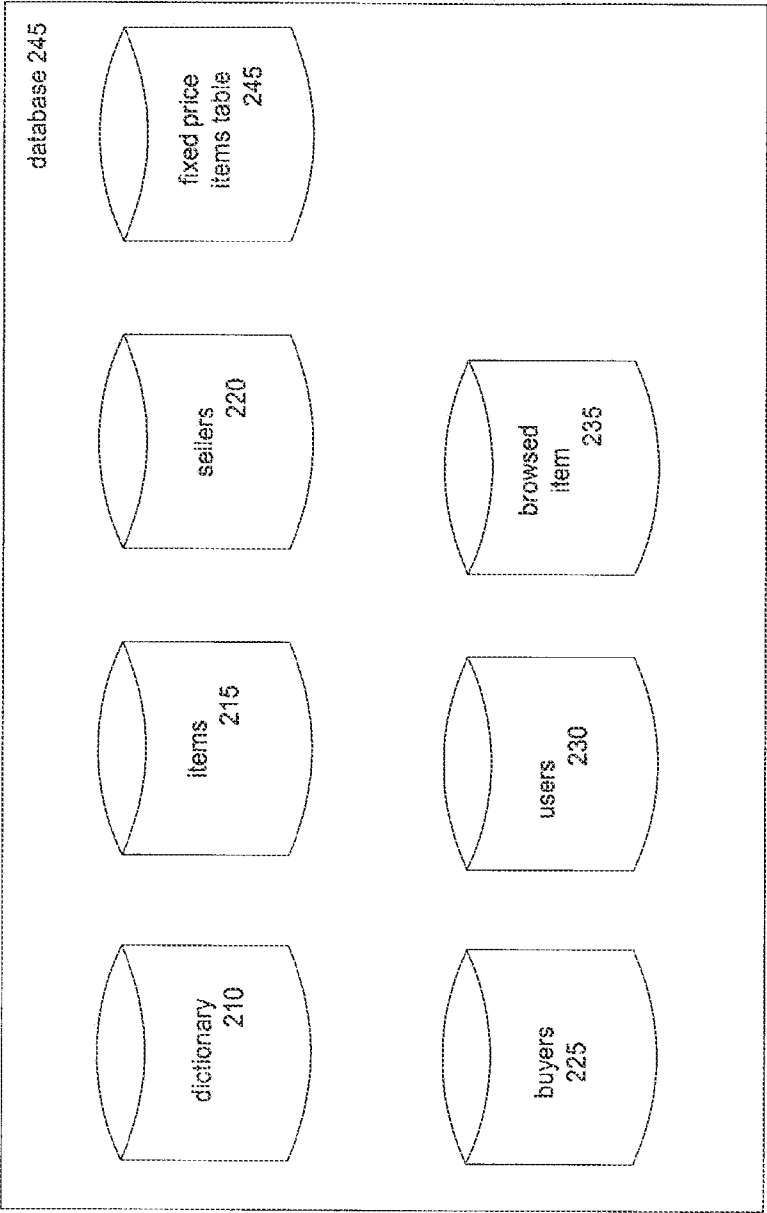 database 245
dictionary
210
items
215
sellers
220
fixed price
items table
245
buyers
225
users
230
browsed
item
235